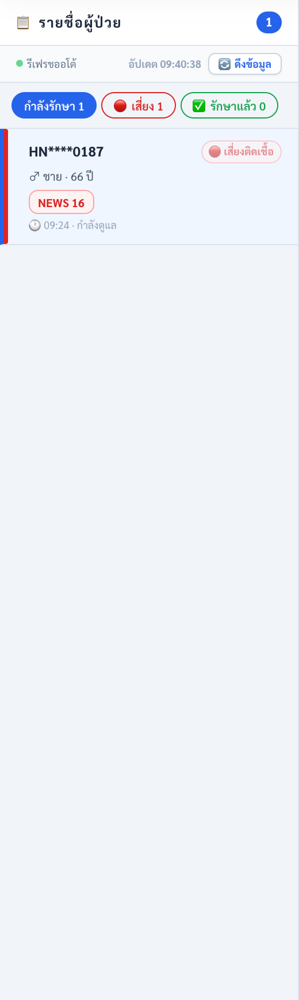 📋 รายชื่อผู้ป่วย 1
รีเฟรชออโต้ อัปเดต 09:40:38 🔄 ดึงข้อมูล
กำลังรักษา 1 🔴 เสี่ยง 1 ✅ รักษาแล้ว 0
HN****0187 🔴 เสี่ยงติดเชื้อ
♂ ชาย · 66 ปี
NEWS 16
🕐 09:24 · กำลังดูแล